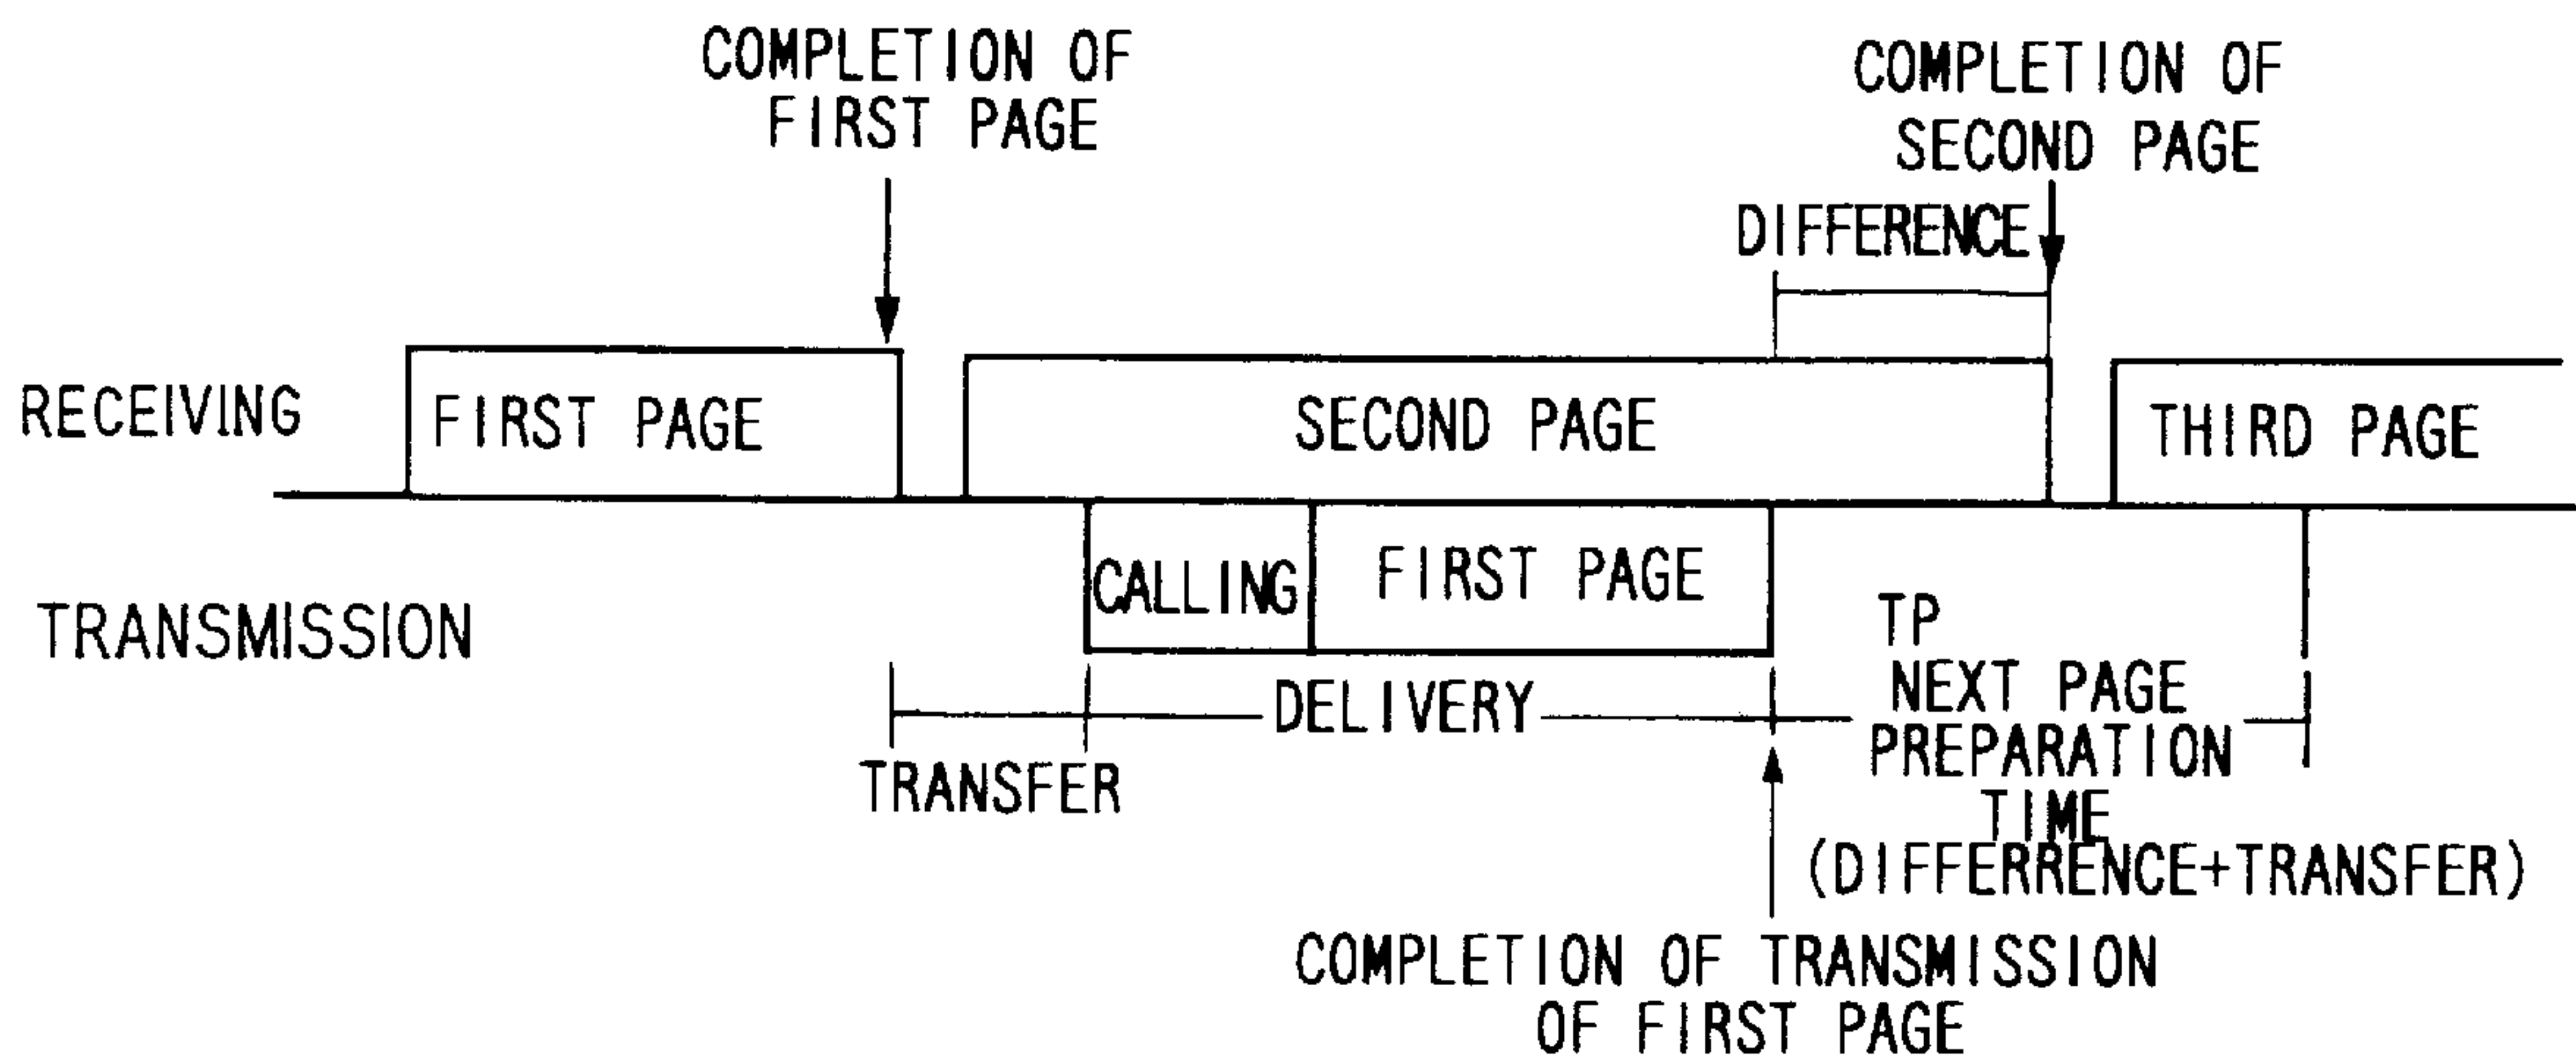 COMPLETION OF
FIRST PAGE
COMPLETION OF
SECOND PAGE
DIFFERENCE
RECEIVING
FIRST PAGE
SECOND PAGE
THIRD PAGE
TRANSMISSION
CALLING
FIRST PAGE
TRANSFER
DELIVERY
TP
NEXT PAGE
PREPARATION
TIME
(DIFFERRENCE+TRANSFER)
COMPLETION OF TRANSMISSION
OF FIRST PAGE